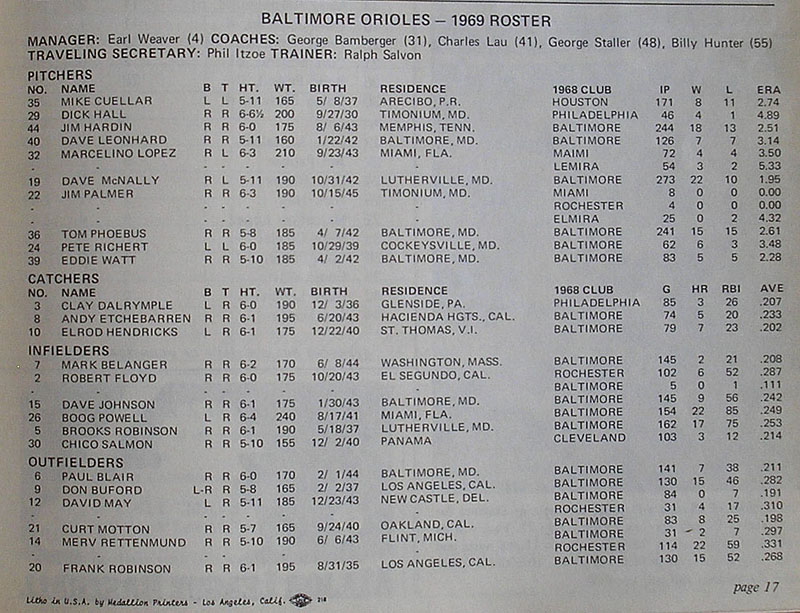 BALTIMORE ORIOLES – 1969 ROSTER
MANAGER: Earl Weaver (4) COACHES: George Bamberger (31), Charles Lau (41), George Staller (48), Billy Hunter (55)
TRAVELING SECRETARY: Phil Itzoe TRAINER: Ralph Salvon
PITCHERS
NO. NAME B T HT. WT. BIRTH RESIDENCE 1968 CLUB IP W L ERA
35 MIKE CUELLAR L L 5-11 165 5/ 8/37 ARECIBO, P.R. HOUSTON 171 8 11 2.74
29 DICK HALL R R 6-6½ 200 9/27/30 TIMONIUM, MD. PHILADELPHIA 46 4 1 4.89
44 JIM HARDIN R R 6-0 175 8/ 6/43 MEMPHIS, TENN. BALTIMORE 244 18 13 2.51
40 DAVE LEONHARD R R 5-11 160 1/22/42 BALTIMORE, MD. BALTIMORE 126 7 7 3.14
32 MARCELINO LOPEZ R L 6-3 210 9/23/43 MIAMI, FLA. MAIMI 72 4 4 3.50
- - - - - - - - LEMIRA 54 3 2 5.33
19 DAVE McNALLY R L 5-11 190 10/31/42 LUTHERVILLE, MD. BALTIMORE 273 22 10 1.95
22 JIM PALMER R R 6-3 190 10/15/45 TIMONIUM, MD. MIAMI 8 0 0 0.00
- - - - - - - - ROCHESTER 4 0 0 0.00
- - - - - - - - ELMIRA 25 0 2 4.32
36 TOM PHOEBUS R R 5-8 185 4/ 7/42 BALTIMORE, MD. BALTIMORE 241 15 15 2.61
24 PETE RICHERT L L 6-0 185 10/29/39 COCKEYSVILLE, MD. BALTIMORE 62 6 3 3.48
39 EDDIE WATT R R 5-10 185 4/ 2/42 BALTIMORE, MD. BALTIMORE 83 5 5 2.28
CATCHERS
NO. NAME B T HT. WT. BIRTH RESIDENCE 1968 CLUB G HR RBI AVE
3 CLAY DALRYMPLE L R 6-0 190 12/ 3/36 GLENSIDE, PA. PHILADELPHIA 85 3 26 .207
8 ANDY ETCHEBARREN R R 6-1 195 6/20/43 HACIENDA HGTS., CAL. BALTIMORE 74 5 20 .233
10 ELROD HENDRICKS L R 6-1 175 12/22/40 ST. THOMAS, V.I. BALTIMORE 79 7 23 .202
INFIELDERS
7 MARK BELANGER R R 6-2 170 6/ 8/44 WASHINGTON, MASS. BALTIMORE 145 2 21 .208
2 ROBERT FLOYD R R 6-0 175 10/20/43 EL SEGUNDO, CAL. ROCHESTER 102 6 52 .287
- - - - - - - - BALTIMORE 5 0 1 .111
15 DAVE JOHNSON R R 6-1 175 1/30/43 BALTIMORE, MD. BALTIMORE 145 9 56 .242
26 BOOG POWELL L R 6-4 240 8/17/41 MIAMI, FLA. BALTIMORE 154 22 85 .249
5 BROOKS ROBINSON R R 6-1 190 5/18/37 LUTHERVILLE, MD. BALTIMORE 162 17 75 .253
30 CHICO SALMON R R 5-10 155 12/ 2/40 PANAMA CLEVELAND 103 3 12 .214
OUTFIELDERS
6 PAUL BLAIR R R 6-0 170 2/ 1/44 BALTIMORE, MD. BALTIMORE 141 7 38 .211
9 DON BUFORD L-R R 5-8 165 2/ 2/37 LOS ANGELES, CAL. BALTIMORE 130 15 46 .282
12 DAVID MAY L R 5-11 185 12/23/43 NEW CASTLE, DEL. BALTIMORE 84 0 7 .191
- - - - - - - - ROCHESTER 31 4 17 .310
21 CURT MOTTON R R 5-7 165 9/24/40 OAKLAND, CAL. BALTIMORE 83 8 25 .198
14 MERV RETTENMUND R R 5-10 190 6/ 6/43 FLINT, MICH. BALTIMORE 31 2 7 .297
- - - - - - - - ROCHESTER 114 22 59 .331
20 FRANK ROBINSON R R 6-1 195 8/31/35 LOS ANGELES, CAL. BALTIMORE 130 15 52 .268
page 17
Litho in U.S.A. by Medallion Printers - Los Angeles, Calif. 218